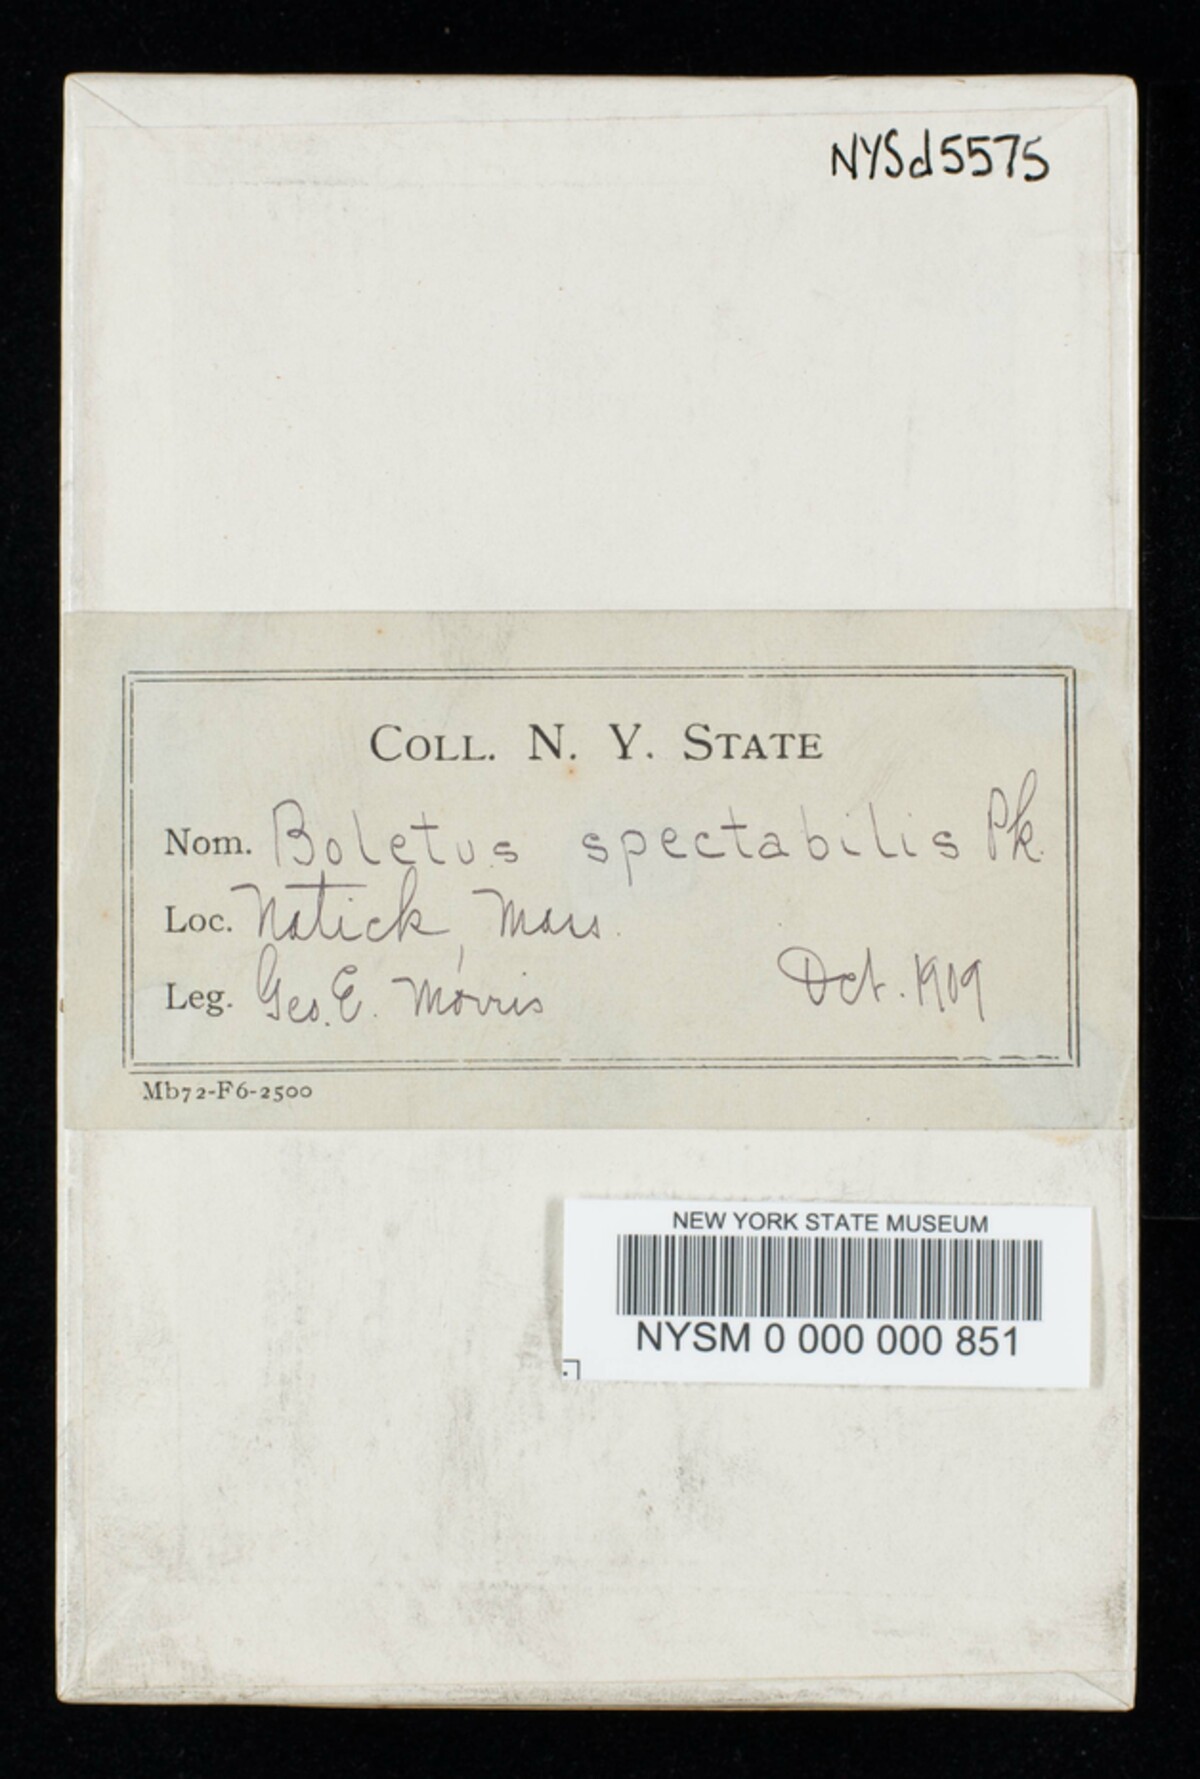 NYSd5575
COLL. N. Y. STATE
Nom. Boletus spectabilis Pk.
Loc. Natick, Mass.
Leg. Geo. E. Morris Oct. 1909
Mb72-F6-2500
NEW YORK STATE MUSEUM
NYSM 0 000 000 851